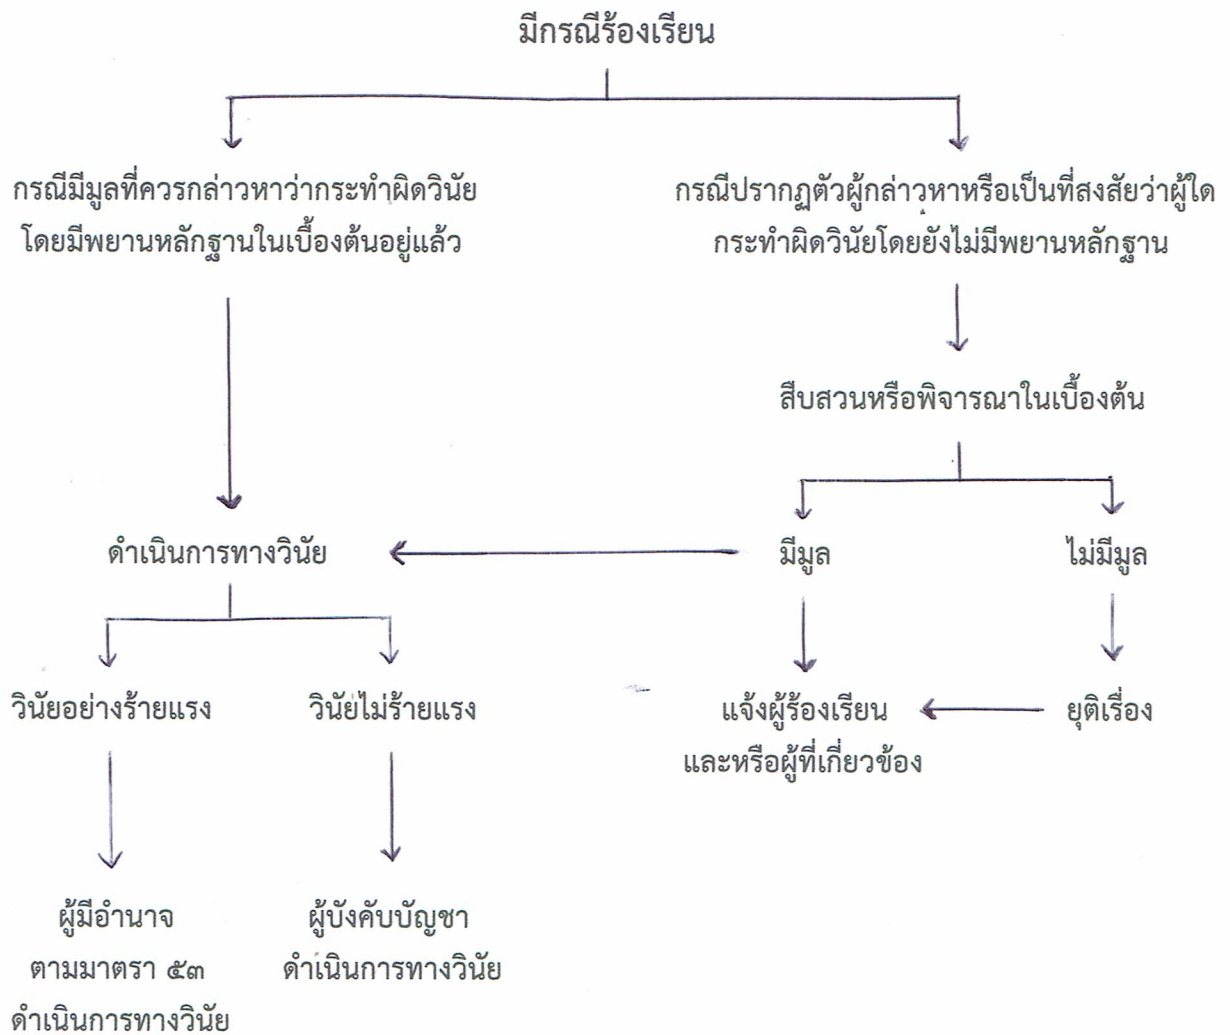 มีกรณีร้องเรียน
กรณีมีมูลที่ควรกล่าวหาว่ากระทำผิดวินัย
โดยมีพยานหลักฐานในเบื้องต้นอยู่แล้ว
กรณีปรากฏตัวผู้กล่าวหาหรือเป็นที่สงสัยว่าผู้ใด
กระทำผิดวินัยโดยยังไม่มีพยานหลักฐาน
สืบสวนหรือพิจารณาในเบื้องต้น
ดำเนินการทางวินัย
มีมูล
ไม่มีมูล
วินัยอย่างร้ายแรง
วินัยไม่ร้ายแรง
แจ้งผู้ร้องเรียน
และหรือผู้ที่เกี่ยวข้อง
ยุติเรื่อง
ผู้มีอำนาจ
ตามมาตรา ๕๓
ดำเนินการทางวินัย
ผู้บังคับบัญชา
ดำเนินการทางวินัย